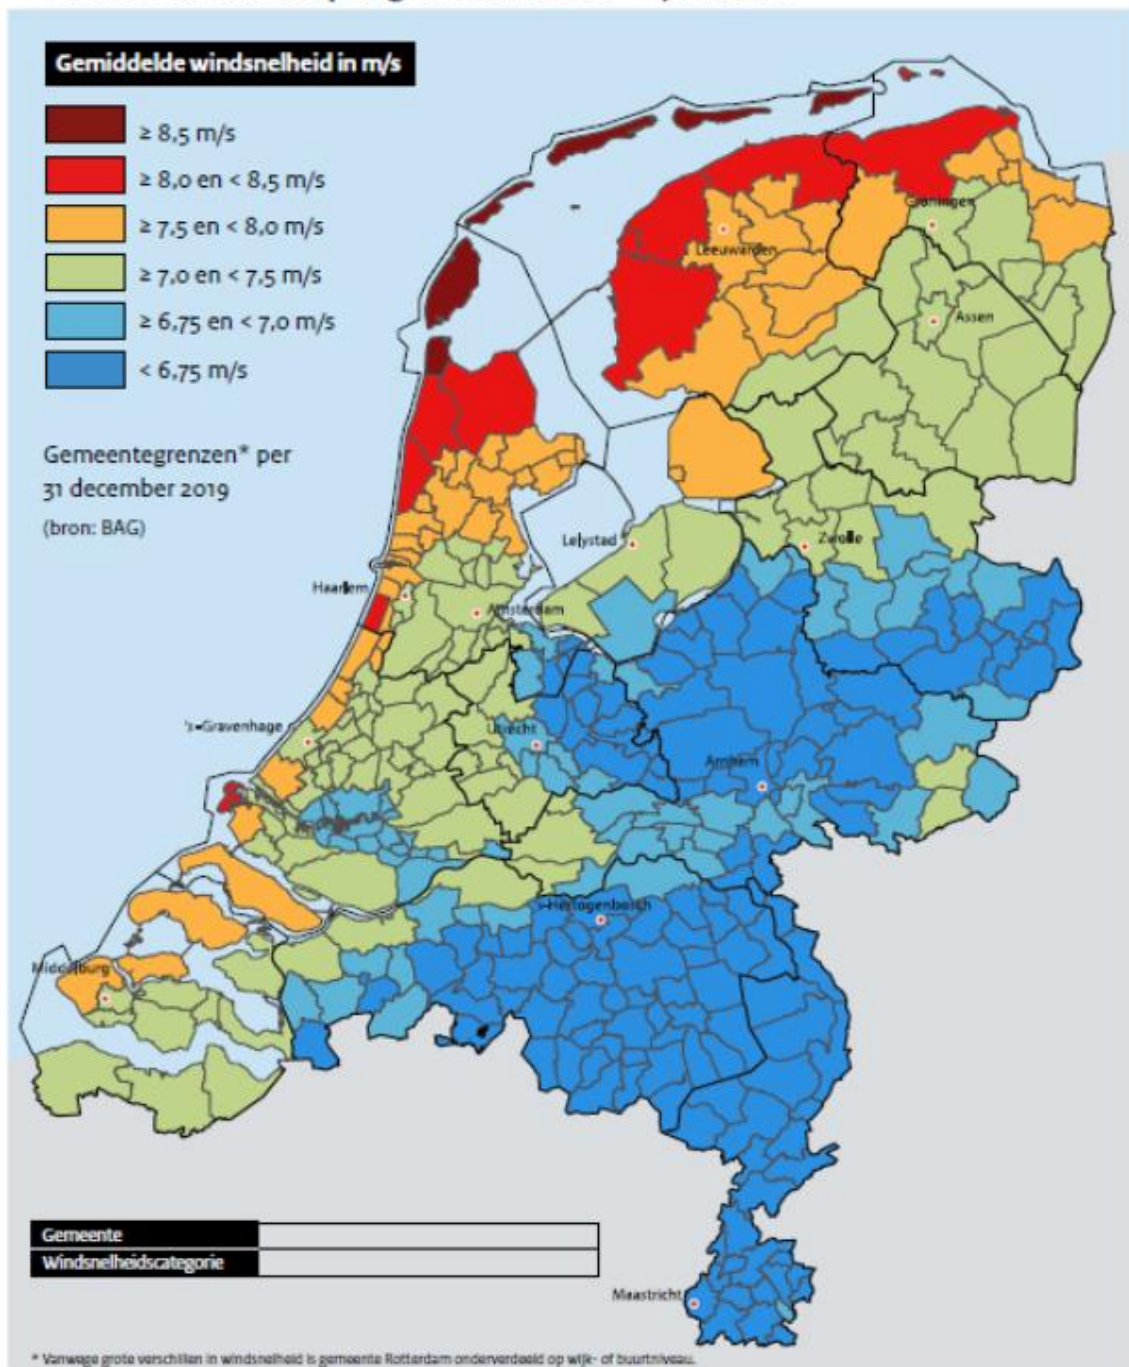 Gemiddelde windsnelheid in m/s
≥ 8,5 m/s
≥ 8,0 en < 8,5 m/s
≥ 7,5 en < 8,0 m/s
≥ 7,0 en < 7,5 m/s
≥ 6,75 en < 7,0 m/s
< 6,75 m/s
Gemeentegrenzen* per
31 december 2019
(bron: BAG)
Groningen
Leeuwarden
Assen
Lelystad
Zwolle
Haarlem
Amsterdam
's-Gravenhage
Utrecht
Arnhem
's-Hertogenbosch
Middelburg
Maastricht
Gemeente
Windsnelheidscategorie
* Vanwege grote verschillen in windsnelheid is gemeente Rotterdam onderverdeeld op wijk- of buurtniveau.